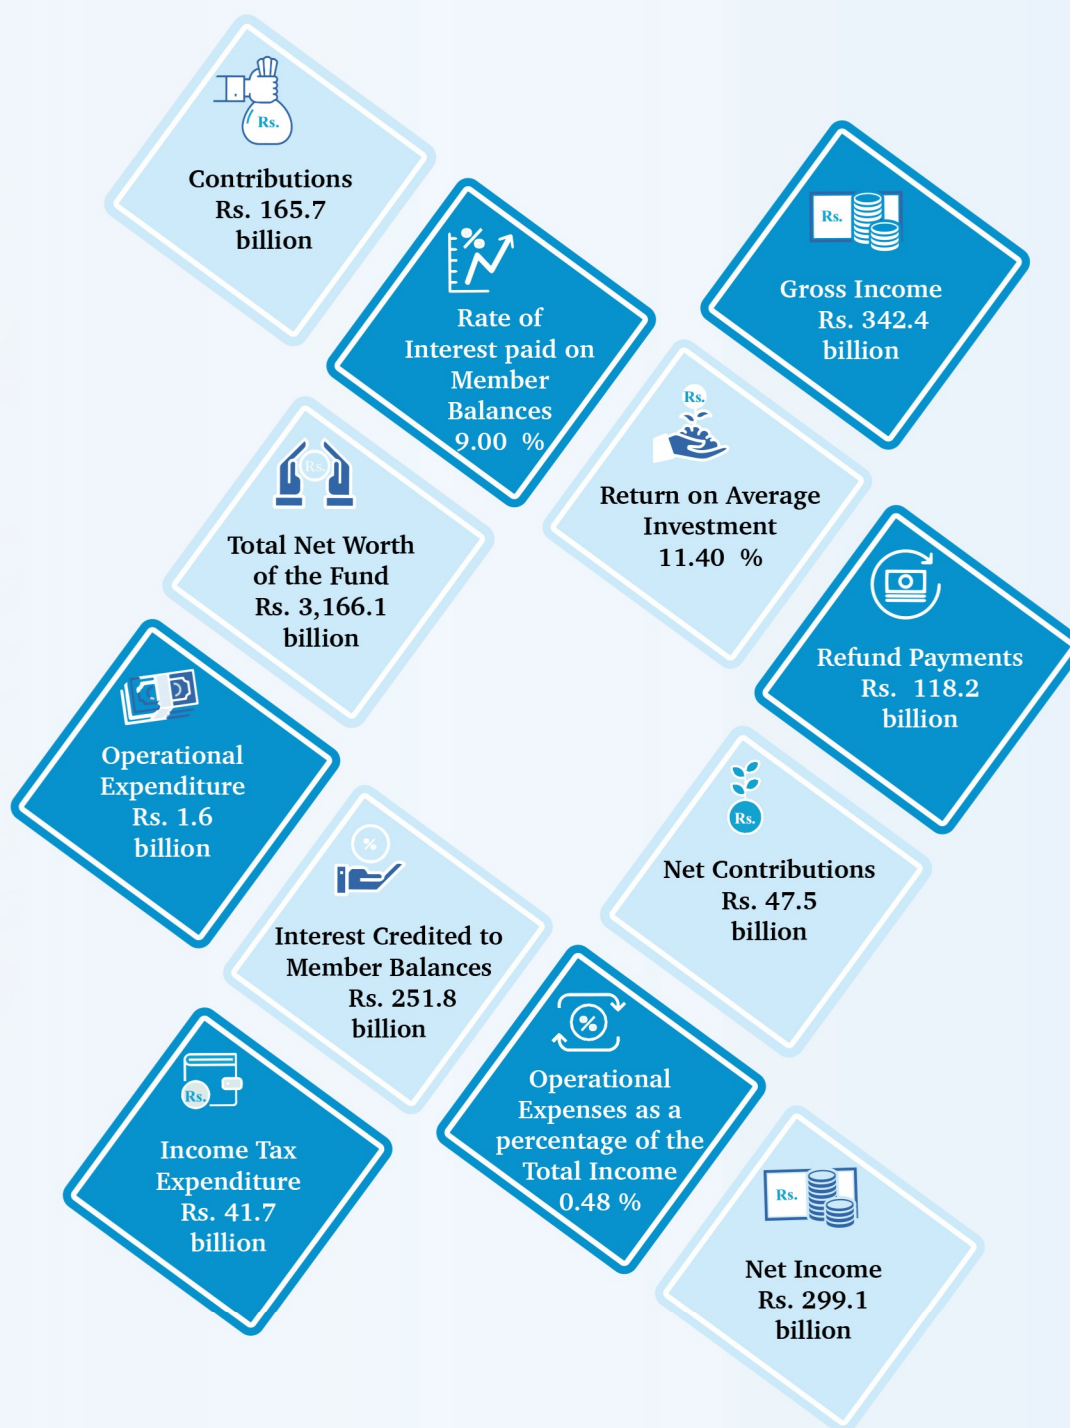 Rs.
Contributions
Rs. 165.7
billion
Rate of
Interest paid on
Member
Balances
9.00 %
Rs.
Gross Income
Rs. 342.4
billion
Rs.
Total Net Worth
of the Fund
Rs. 3,166.1
billion
Rs.
Return on Average
Investment
11.40 %
Refund Payments
Rs. 118.2
billion
Operational
Expenditure
Rs. 1.6
billion
%
Interest Credited to
Member Balances
Rs. 251.8
billion
Rs.
Net Contributions
Rs. 47.5
billion
Rs.
Income Tax
Expenditure
Rs. 41.7
billion
%
Operational
Expenses as a
percentage of the
Total Income
0.48 %
Rs.
Net Income
Rs. 299.1
billion